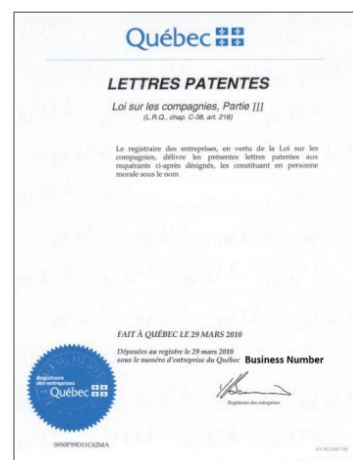 Québec
LETTRES PATENTES
Loi sur les compagnies, Partie III
(L.R.Q., chap. C-38, art. 218)
Le registraire des entreprises, en vertu de la Loi sur les
compagnies, délivre les présentes lettres patentes aux
requérants ci-après désignés, les constituant en personne
morale sous le nom
FAIT À QUÉBEC LE 29 MARS 2010
Déposées au registre le 29 mars 2010
sous le numéro d'entreprise du Québec Business Number
Registraire
des entreprises
Québec
Registraire des entreprises